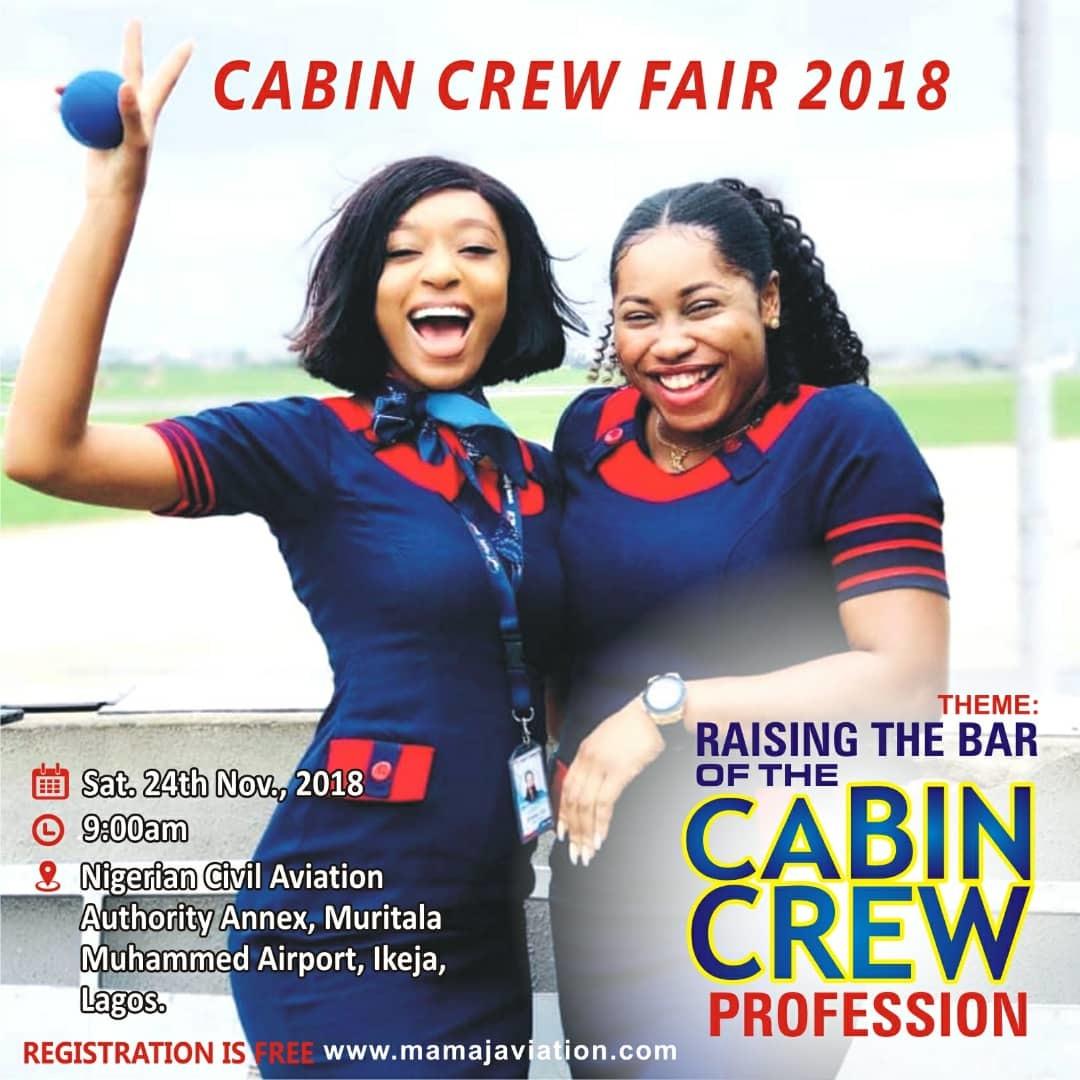 CABIN CREW FAIR 2018
THEME:
RAISING THE BAR
OF THE
CABIN
CREW
PROFESSION
Sat. 24th Nov., 2018
9:00am
Nigerian Civil Aviation
Authority Annex, Muritala
Muhammed Airport, Ikeja,
Lagos.
REGISTRATION IS FREE www.mamajaviation.com